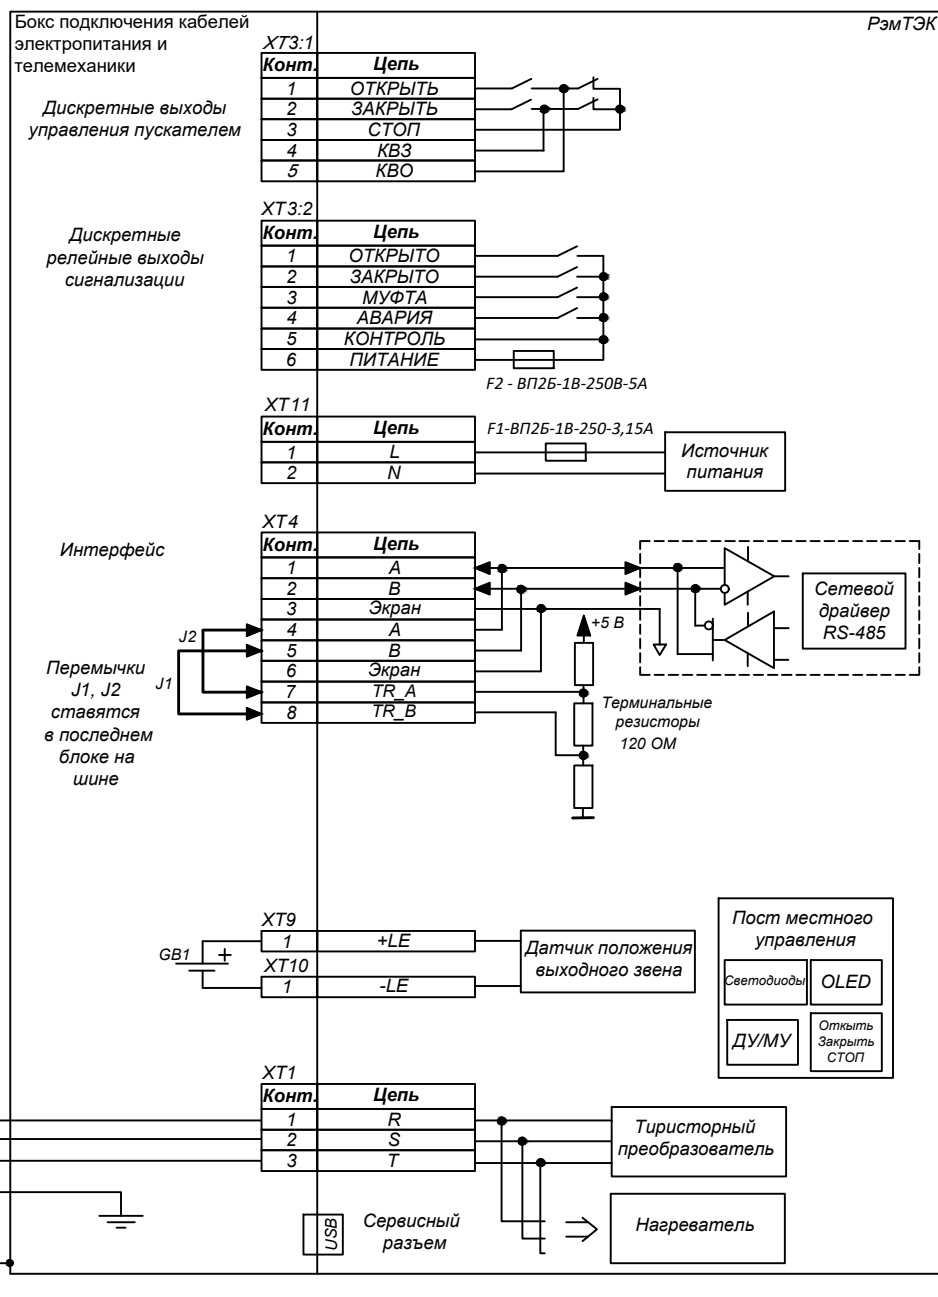 Бокс подключения кабелей
электропитания и
телемеханики
РэмТЭК
XT3:1
Конт. Цепь
Дискретные выходы
управления пускателем
1 ОТКРЫТЬ
2 ЗАКРЫТЬ
3 СТОП
4 КВЗ
5 КВО
XT3:2
Конт. Цепь
Дискретные
релейные выходы
сигнализации
1 ОТКРЫТО
2 ЗАКРЫТО
3 МУФТА
4 АВАРИЯ
5 КОНТРОЛЬ
6 ПИТАНИЕ
F2 - ВП2Б-1В-250В-5А
XT11
Конт. Цепь
1 L
2 N
F1-ВП2Б-1В-250-3,15А
Источник
питания
XT4
Интерфейс
Конт. Цепь
1 A
2 B
3 Экран
4 A
5 B
6 Экран
7 TR_A
8 TR_B
J2
J1
Перемычки
J1, J2
ставятся
в последнем
блоке на
шине
+5 В
Сетевой
драйвер
RS-485
Терминальные
резисторы
120 ОМ
XT9
1 +LE
GB1
+
XT10
1 -LE
Датчик положения
выходного звена
Пост местного
управления
Светодиоды
OLED
ДУ/МУ
Откыть
Закрыть
СТОП
XT1
Конт. Цепь
1 R
2 S
3 T
Тиристорный
преобразователь
Нагреватель
USB
Сервисный
разъем